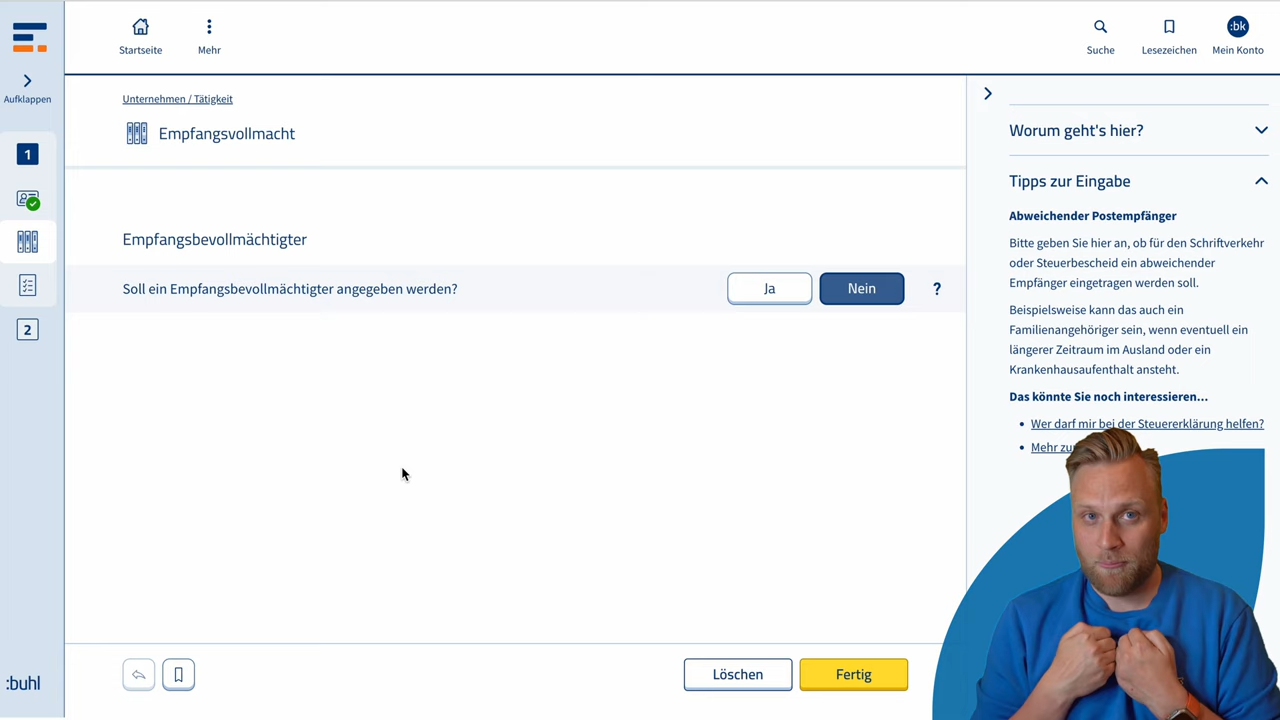 Startseite
Mehr
Suche
Lesezeichen
:bk
Mein Konto
Aufklappen
1
2
:buhl
Unternehmen / Tätigkeit
Empfangsvollmacht
Empfangsbevollmächtigter
Soll ein Empfangsbevollmächtigter angegeben werden?
Ja
Nein
?
Löschen
Fertig
Worum geht's hier?
Tipps zur Eingabe
Abweichender Postempfänger
Bitte geben Sie hier an, ob für den Schriftverkehr
oder Steuerbescheid ein abweichender
Empfänger eingetragen werden soll.
Beispielsweise kann das auch ein
Familienangehöriger sein, wenn eventuell ein
längerer Zeitraum im Ausland oder ein
Krankenhausaufenthalt ansteht.
Das könnte Sie noch interessieren...
• Wer darf mir bei der Steuererklärung helfen?
• Mehr